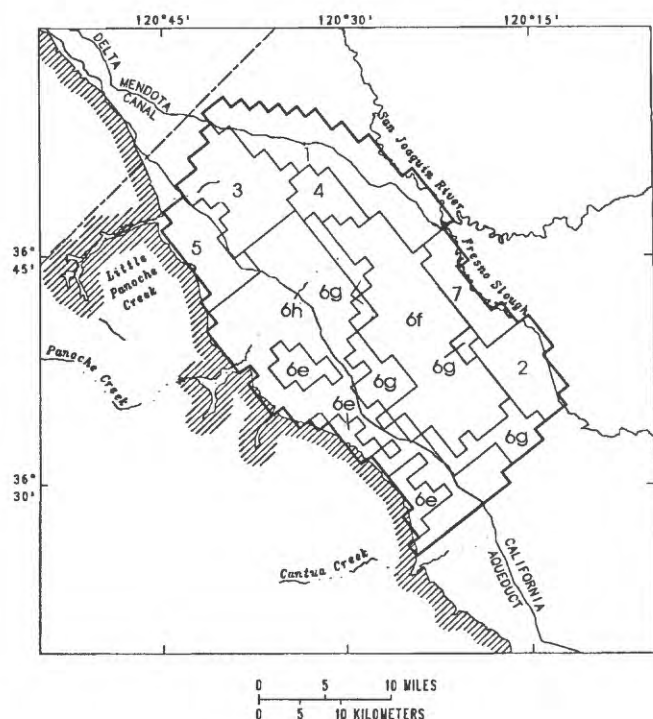 120°45' 120°30' 120°15'
DELTA
MENDOTA
CANAL
San Joaquin River
1
3
4
36°
45'
5
Little
Panoche
Creek
Fresno Slough
7
6g
6h
6f
Panoche Creek
6e
6g
6g
2
6e
6g
36°
30'
6e
Cantua Creek
CALIFORNIA
AQUEDUCT
0 5 10 MILES
0 5 10 KILOMETERS